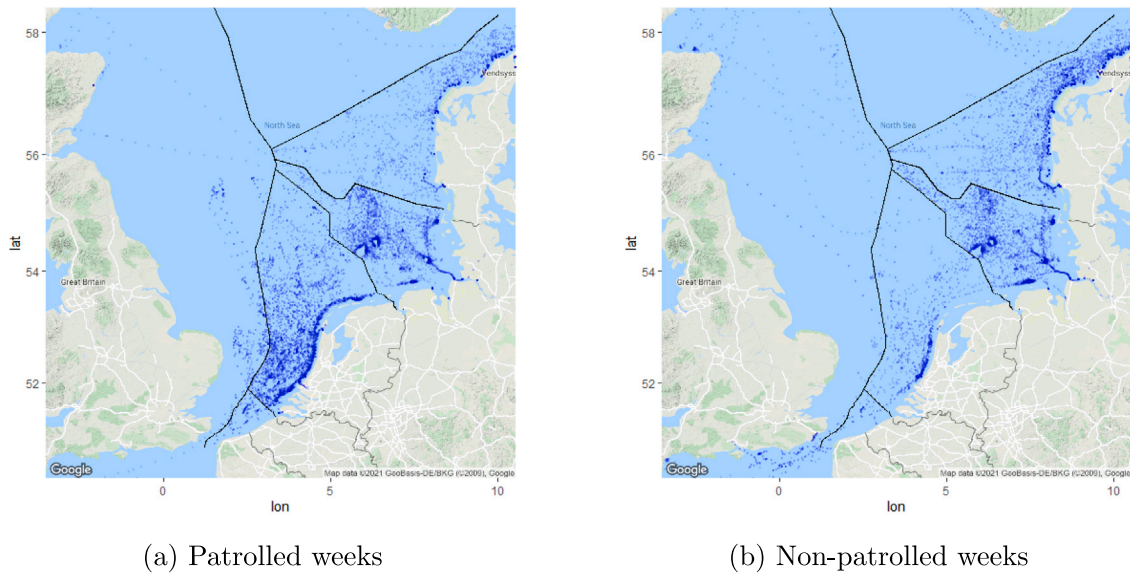 58
56
54
52
lat
0
5
10
lon
North Sea
Vendsyss
Great Britain
Google
Map data ©2021 GeoBasis-DE/BKG (©2009), Google
(a) Patrolled weeks
58
56
54
52
lat
0
5
10
lon
North Sea
Vendsyss
Great Britain
Google
Map data ©2021 GeoBasis-DE/BKG (©2009), Google
(b) Non-patrolled weeks